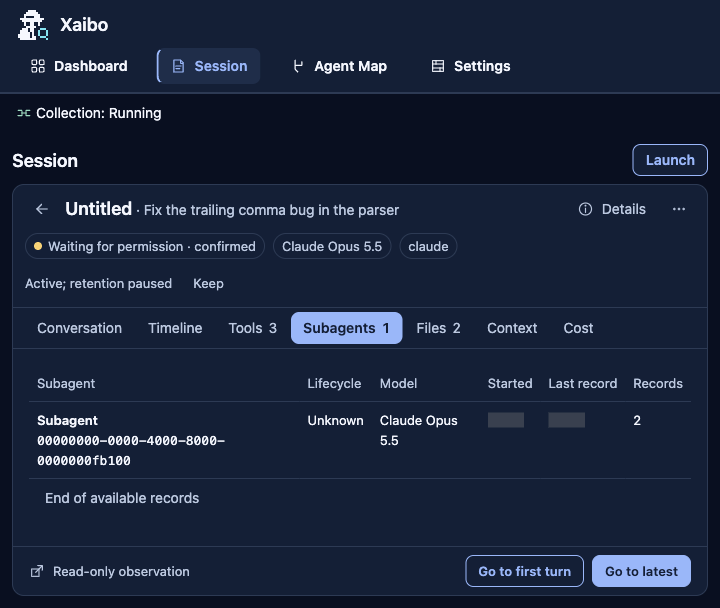 Xaibo
Dashboard Session Agent Map Settings
Collection: Running
Session Launch
Untitled · Fix the trailing comma bug in the parser Details
Waiting for permission · confirmed Claude Opus 5.5 claude
Active; retention paused Keep
Conversation Timeline Tools 3 Subagents 1 Files 2 Context Cost
Subagent Lifecycle Model Started Last record Records
Subagent Unknown Claude Opus 2
00000000-0000-4000-8000- 5.5
0000000fb100
End of available records
Read-only observation Go to first turn Go to latest